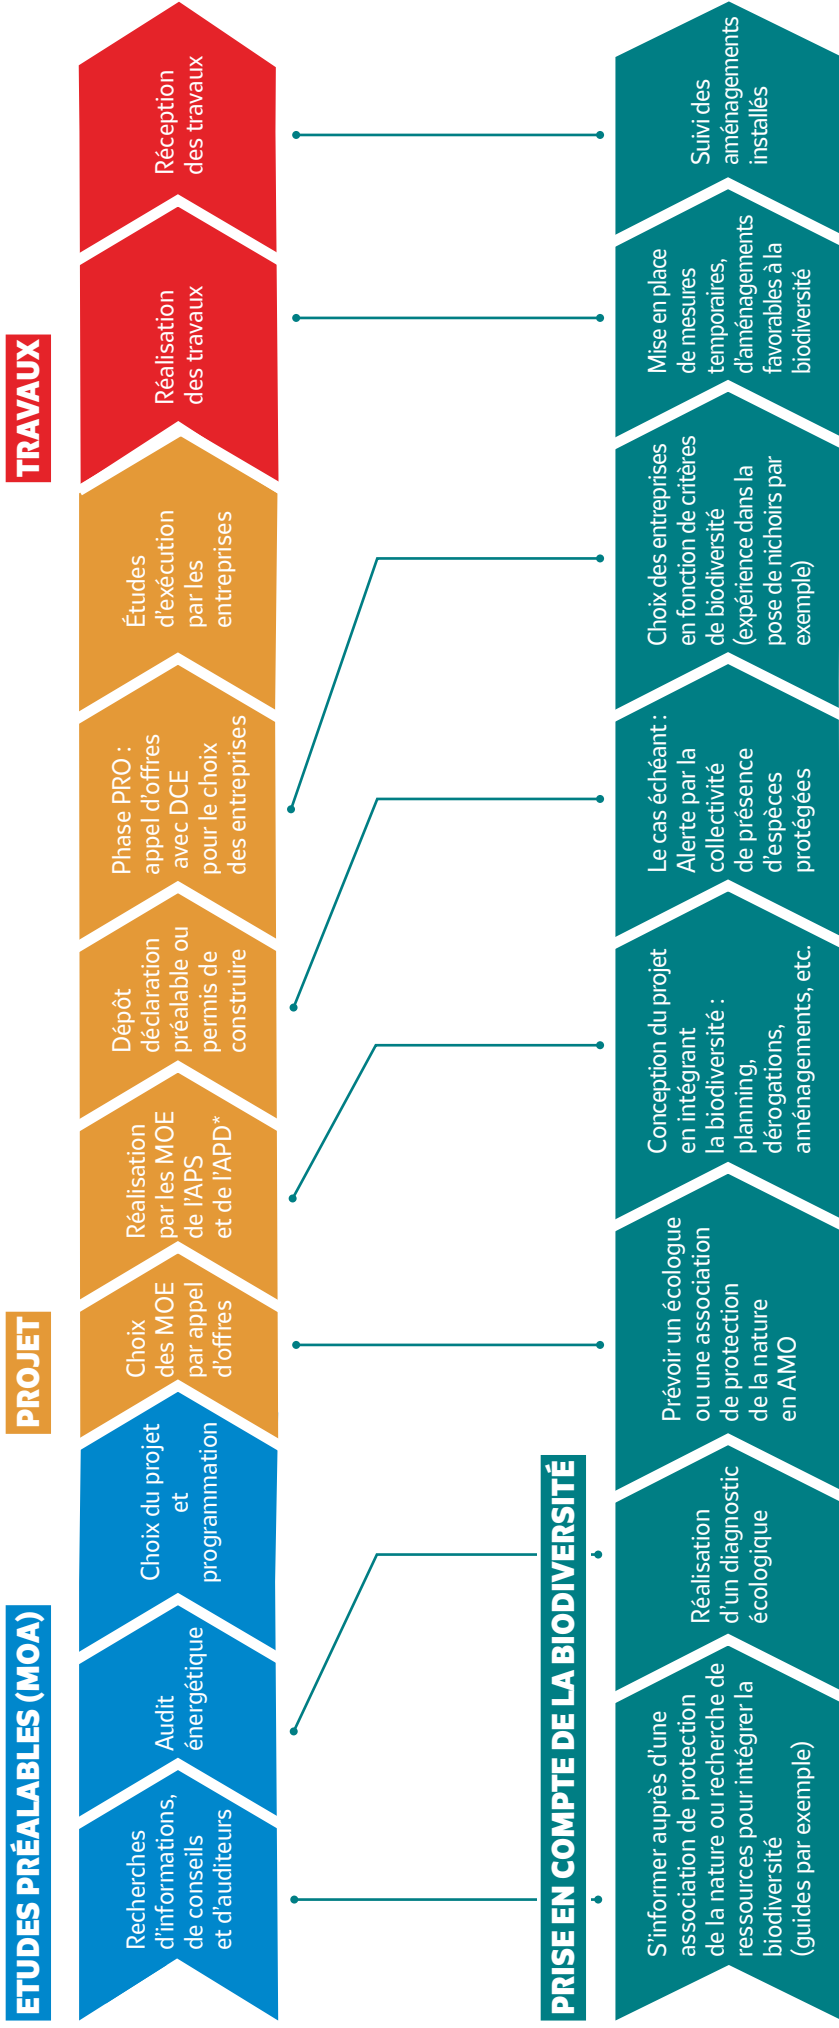 ETUDES PRÉALABLES (MOA)
PROJET
TRAVAUX
Recherches
d'informations,
de conseils
et d'auditeurs
Audit
énergétique
Choix du projet
et
programmation
Choix
des MOE
par appel
d'offres
Réalisation
par les MOE
de l'APS
et de l'APD*
Dépôt
déclaration
préalable ou
permis de
construire
Phase PRO :
appel d'offres
avec DCE
pour le choix
des entreprises
Études
d'exécution
par les
entreprises
Réalisation
des travaux
Réception
des travaux
PRISE EN COMPTE DE LA BIODIVERSITÉ
S'informer auprès d'une
association de protection
de la nature ou recherche de
ressources pour intégrer la
biodiversité
(guides par exemple)
Réalisation
d'un diagnostic
écologique
Prévoir un écologue
ou une association
de protection
de la nature
en AMO
Conception du projet
en intégrant
la biodiversité :
planning,
dérogations,
aménagements, etc.
Le cas échéant :
Alerte par la
collectivité
de présence
d'espèces
protégées
Choix des entreprises
en fonction de critères
de biodiversité
(expérience dans la
pose de nichoirs par
exemple)
Mise en place
de mesures
temporaires,
d'aménagements
favorables à la
biodiversité
Suivi des
aménagements
installés